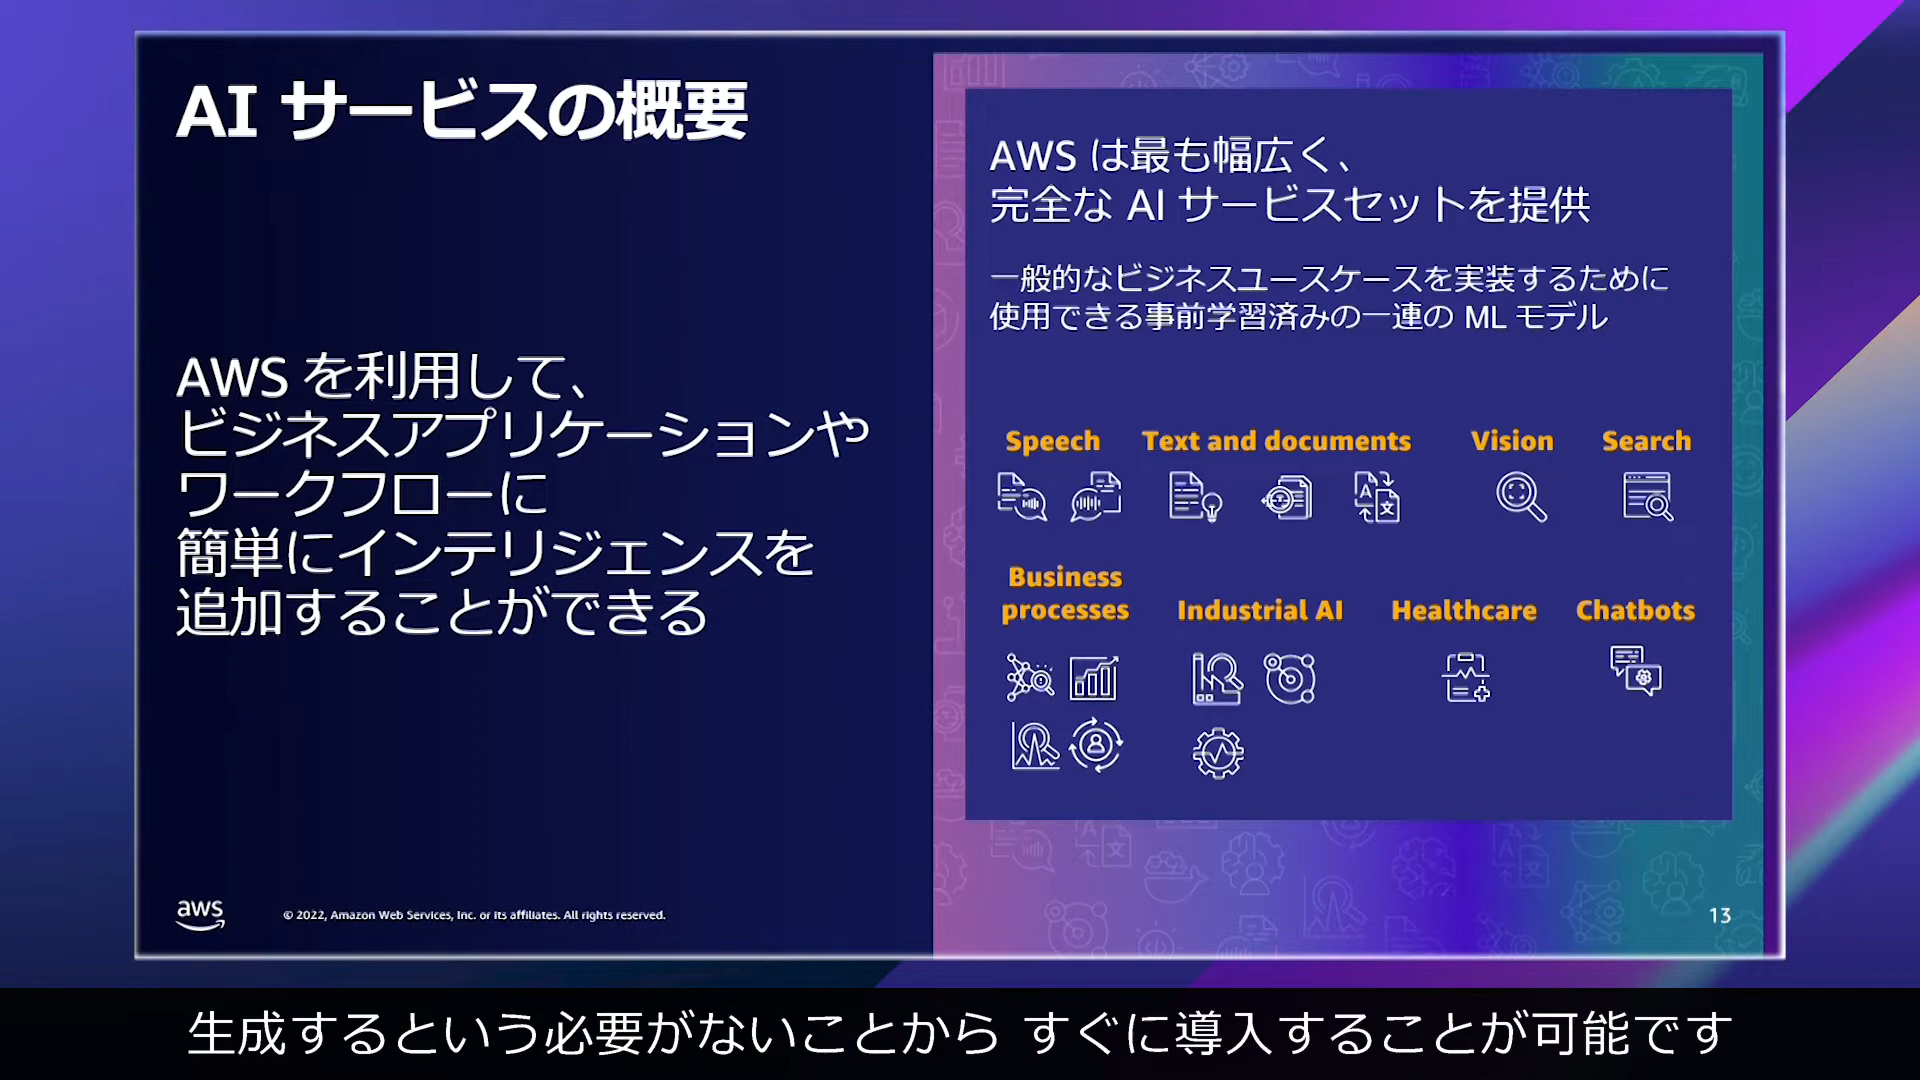 AI サービスの概要
AWS を利用して、
ビジネスアプリケーションや
ワークフローに
簡単にインテリジェンスを
追加することができる
AWS は最も幅広く、
完全な AI サービスセットを提供
一般的なビジネスユースケースを実装するために
使用できる事前学習済みの一連の ML モデル
Speech
Text and documents
Vision
Search
Business
processes
Industrial AI
Healthcare
Chatbots
aws
© 2022, Amazon Web Services, Inc. or its affiliates. All rights reserved.
13
生成するという必要がないことから すぐに導入することが可能です